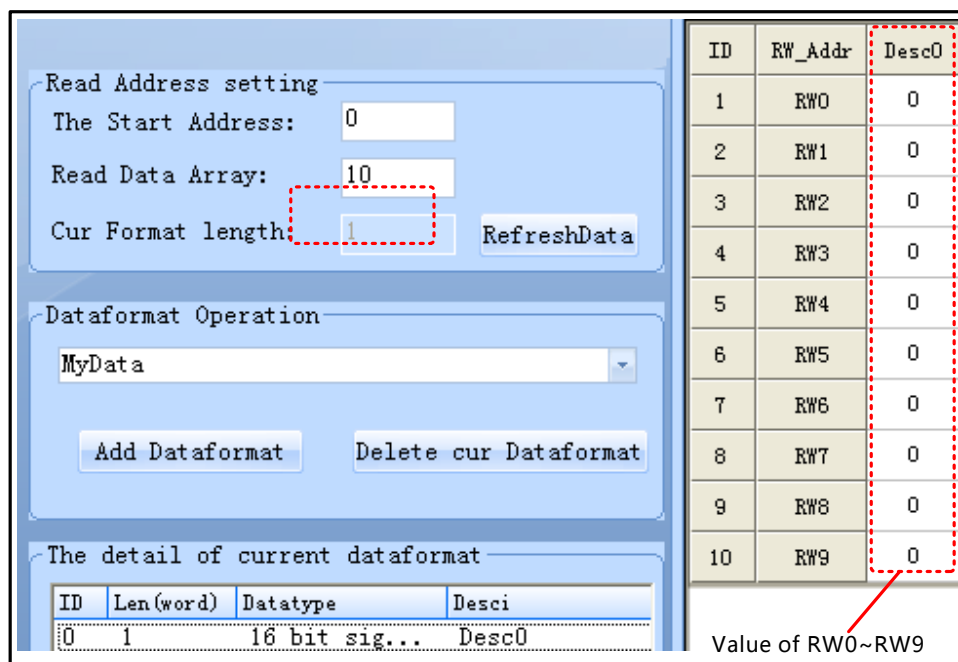 Read Address setting
The Start Address: 0
Read Data Array: 10
Cur Format length: 1 RefreshData
Dataformat Operation
MyData
Add Dataformat Delete cur Dataformat
The detail of current dataformat
ID Len(word) Datatype Desci
0 1 16 bit sig... Desc0
ID RW_Addr Desc0
1 RW0 0
2 RW1 0
3 RW2 0
4 RW3 0
5 RW4 0
6 RW5 0
7 RW6 0
8 RW7 0
9 RW8 0
10 RW9 0
Value of RW0~RW9